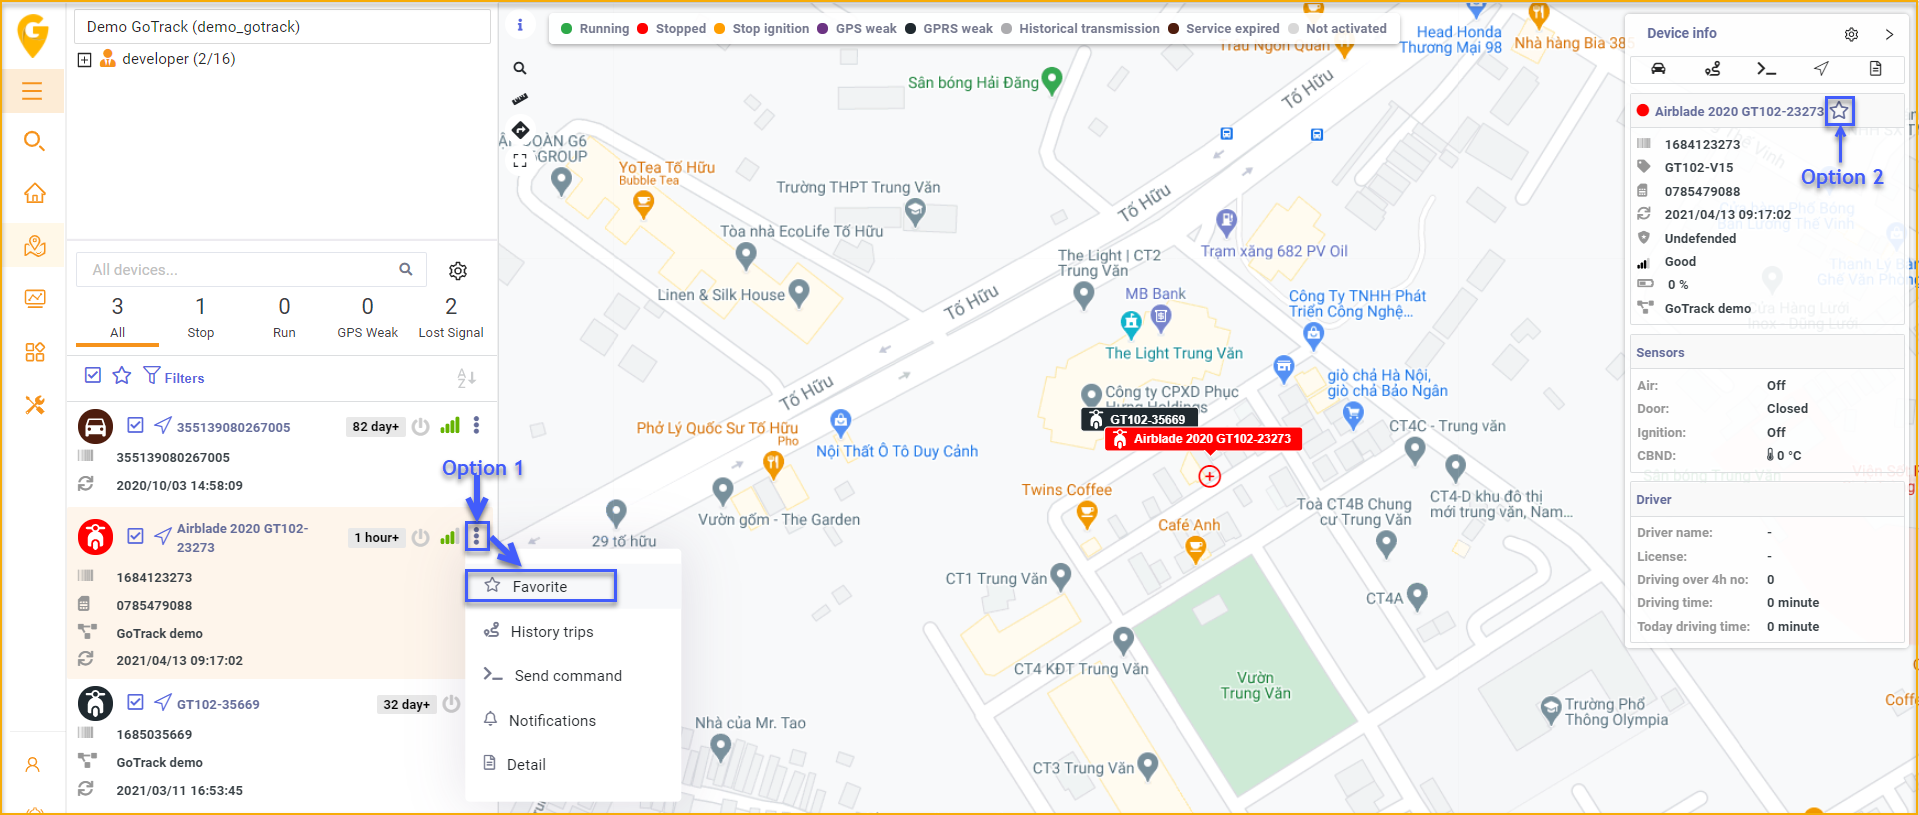 Demo GoTrack (demo_gotrack)
developer (2/16)
All devices...
3
All
1
Stop
0
Run
0
GPS Weak
2
Lost Signal
Filters
355139080267005
82 day+
355139080267005
2020/10/03 14:58:09
Option 1
Airblade 2020 GT102-
23273
1 hour+
1684123273
0785479088
GoTrack demo
2021/04/13 09:17:02
GT102-35669
32 day+
1685035669
GoTrack demo
2021/03/11 16:53:45
Favorite
History trips
Send command
Notifications
Detail
Running
Stopped
Stop ignition
GPS weak
GPRS weak
Historical transmission
Service expired
Not activated
Head Honda
Thương Mại 98
Nhà hàng Bia 38
Sân bóng Hải Đăng
Tố Hữu
GROUP
YoTea Tố Hữu
Bubble Tea
Trường THPT Trung Văn
Tố Hữu
Tòa nhà EcoLife Tố Hữu
Trạm xăng 682 PV Oil
The Light | CT2
Trung Văn
Linen & Silk House
Tố Hữu
MB Bank
Công Ty TNHH Phát
Triển Công Nghệ...
The Light Trung Văn
giò chả Hà Nội,
giò chả Bảo Ngân
Tố Hữu
Công ty CPXD Phục
Hưng Holdings
GT102-35669
Airblade 2020 GT102-23273
Phở Lý Quốc Sư Tố Hữu
Pho
Nội Thất Ô Tô Duy Cảnh
CT4C - Trung văn
Twins Coffee
Vườn gốm - The Garden
Café Anh
Toà CT4B Chung
cư Trung Văn
CT4-D khu đô thị
mới trung văn, Nam...
29 tố hữu
CT1 Trung Văn
CT4A
CT4 KĐT Trung Văn
Vườn
Trung Văn
Nhà của Mr. Tao
Trường Phổ
Thông Olympia
CT3 Trung Văn
Coff
Device info
Airblade 2020 GT102-23273
1684123273
GT102-V15
0785479088
2021/04/13 09:17:02
Undefended
Good
0 %
GoTrack demo
Option 2
Sensors
Air: Off
Door: Closed
Ignition: Off
CBND: 0 °C
Driver
Driver name: -
License: -
Driving over 4h no: 0
Driving time: 0 minute
Today driving time: 0 minute